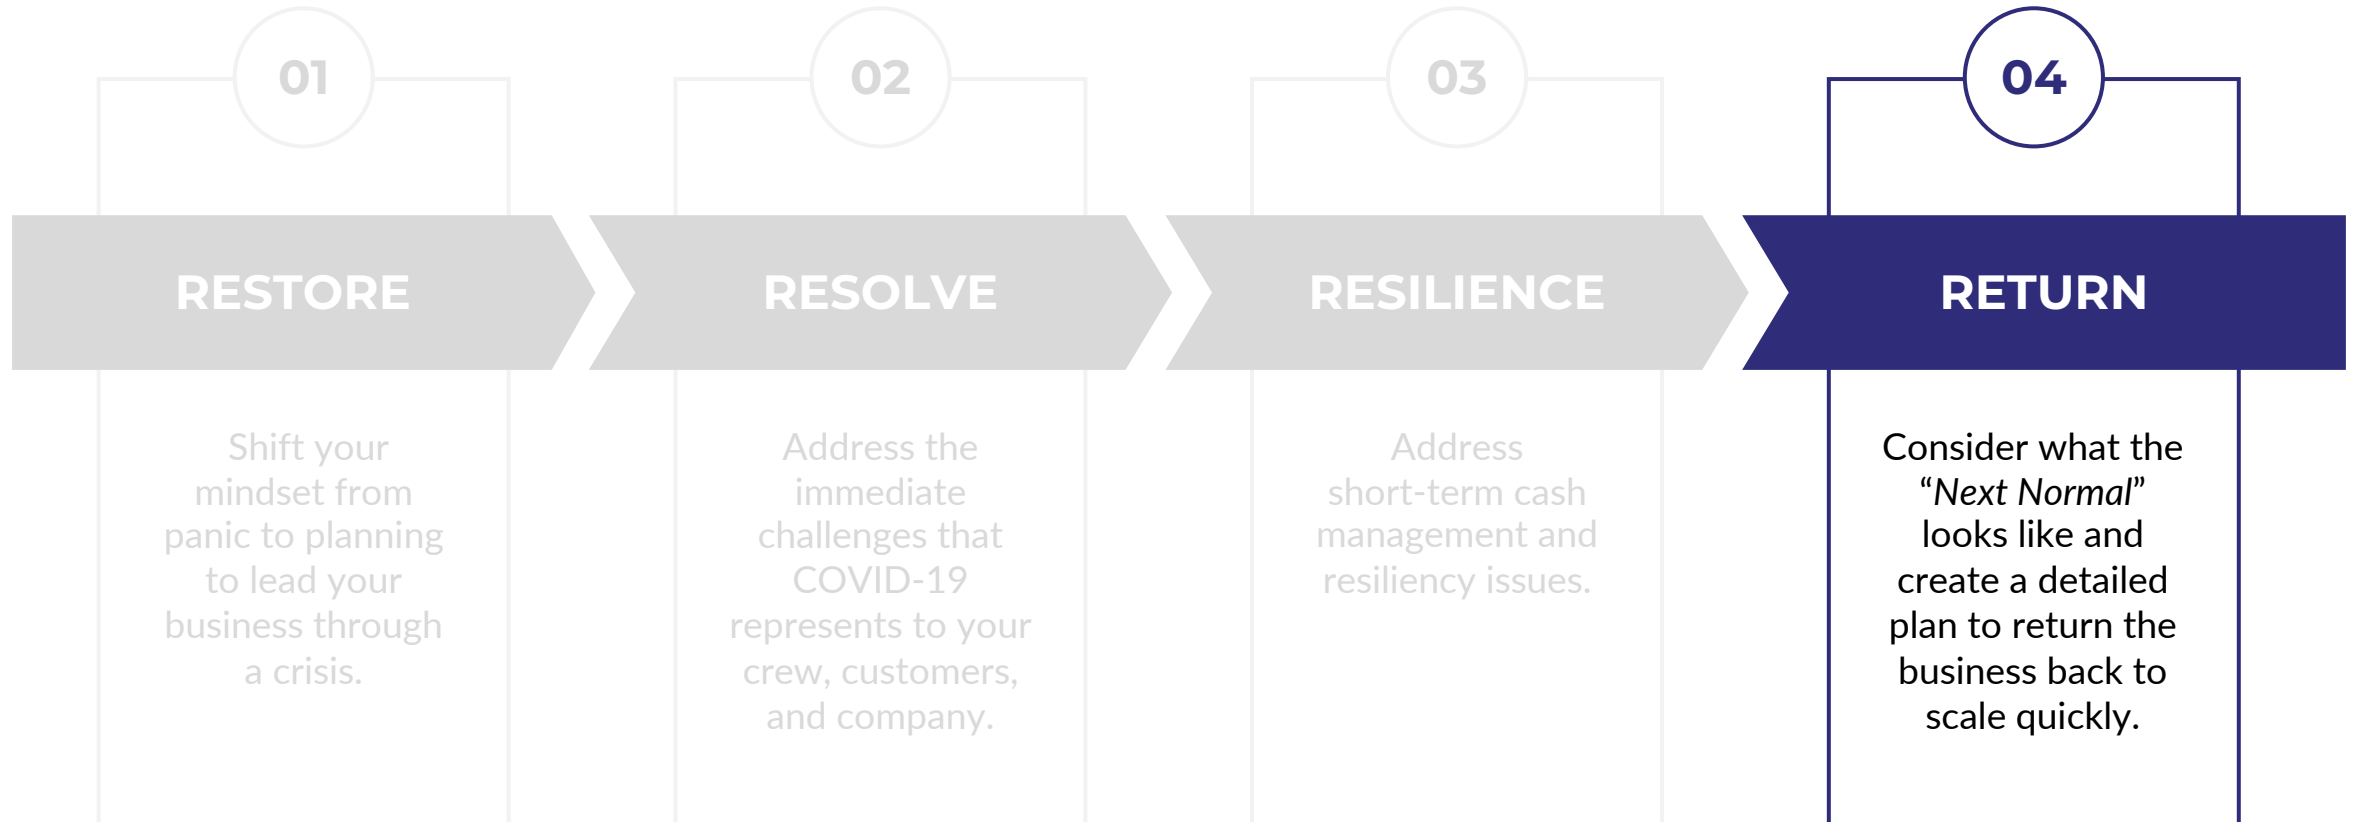 01
RESTORE
Shift your
mindset from
panic to planning
to lead your
business through
a crisis.
02
RESOLVE
Address the
immediate
challenges that
COVID-19
represents to your
crew, customers,
and company.
03
RESILIENCE
Address
short-term cash
management and
resiliency issues.
04
RETURN
Consider what the
“Next Normal”
looks like and
create a detailed
plan to return the
business back to
scale quickly.